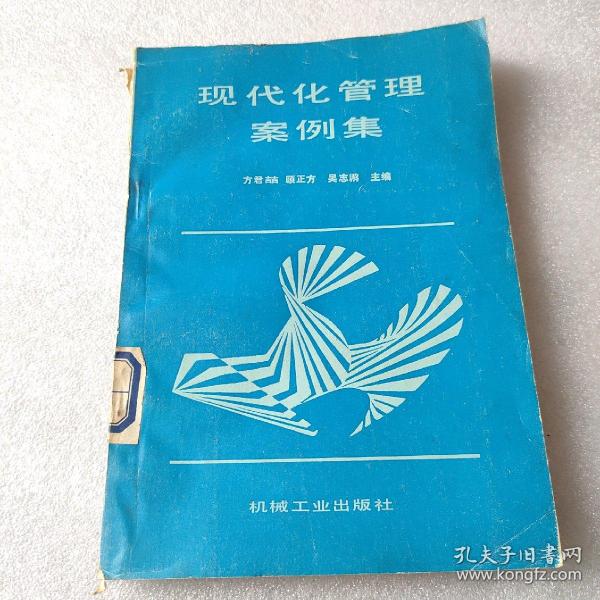 现代化管理
案例集
方君喆 顾正方 吴志 主编
机械工业出版社
孔夫子旧书网
www.kongfz.com